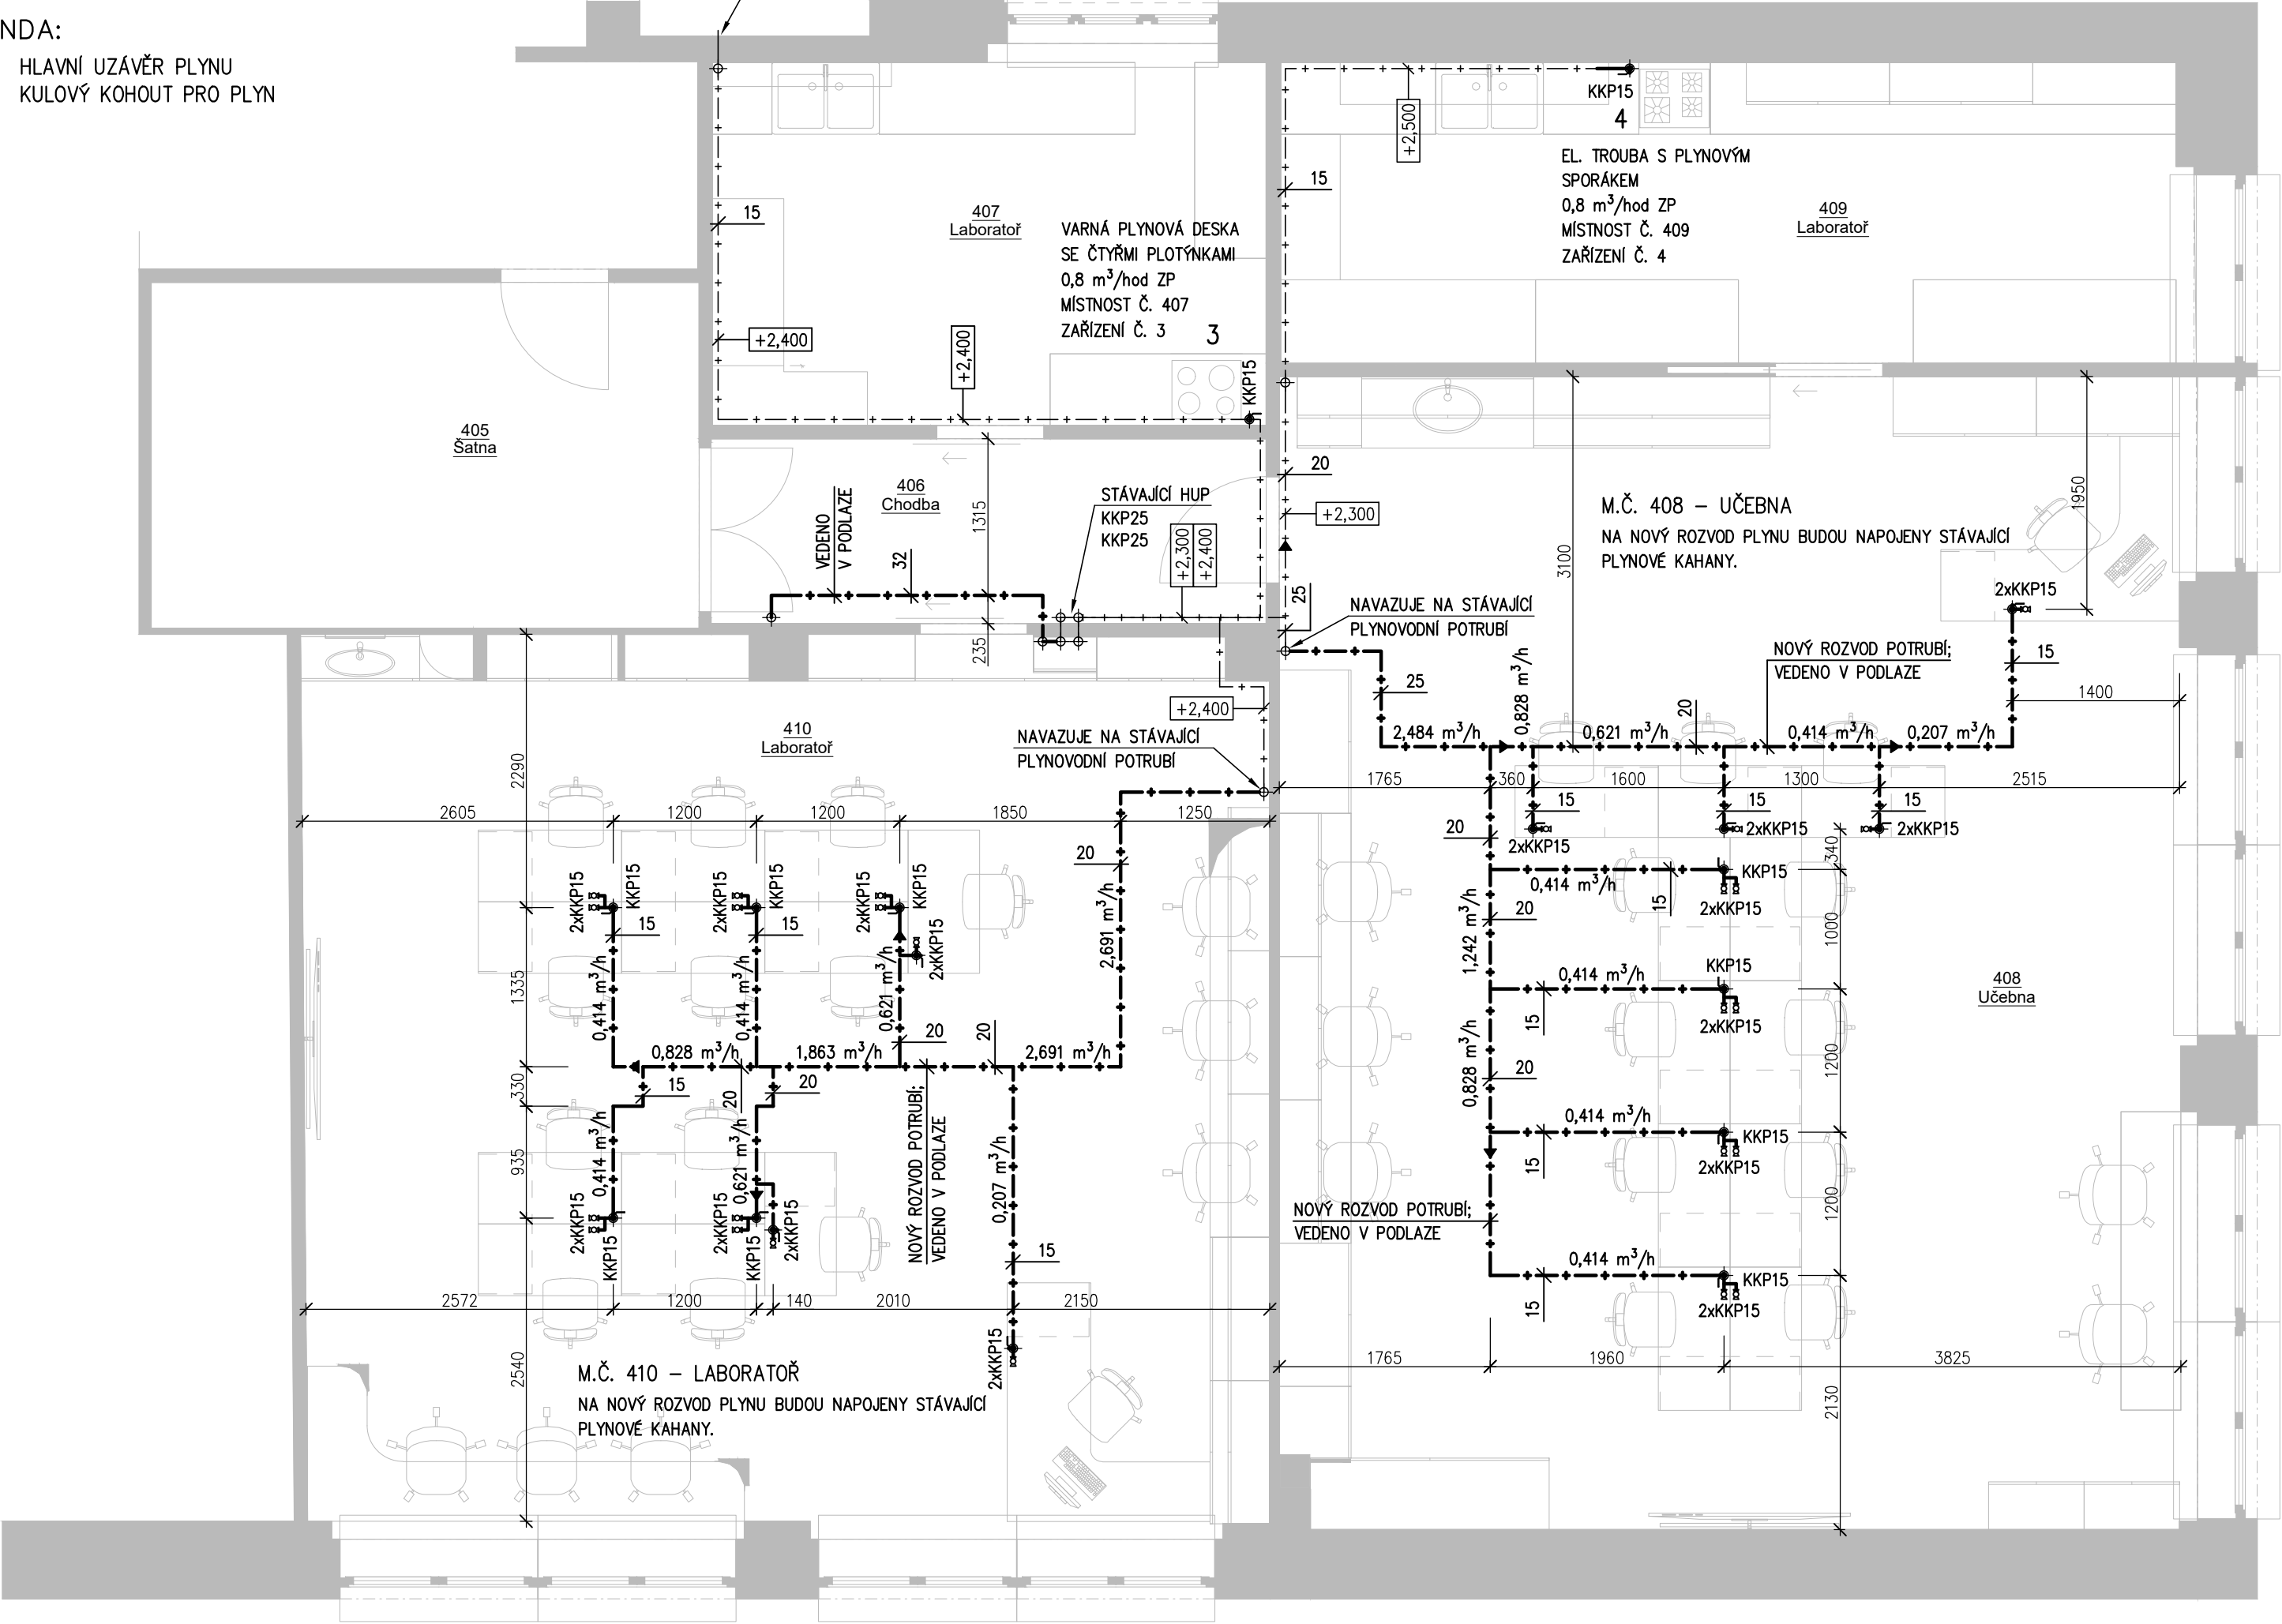 NDA:
HLAVNÍ UZÁVĚR PLYNU
KULOVÝ KOHOUT PRO PLYN
15
407
Laboratoř
VARNÁ PLYNOVÁ DESKA
SE ČTYŘMI PLOTÝNKAMI
0,8 m³/hod ZP
MÍSTNOST Č. 407
ZAŘÍZENÍ Č. 3
3
+2,400
+2,400
KKP15
KKP15
4
+2,500
15
EL. TROUBA S PLYNOVÝM
SPORÁKEM
0,8 m³/hod ZP
MÍSTNOST Č. 409
ZAŘÍZENÍ Č. 4
409
Laboratoř
405
Šatna
406
Chodba
VEDENO
V PODLAZE
32
1315
235
STÁVAJÍCÍ HUP
KKP25
KKP25
+2,300
+2,400
20
+2,300
25
3100
1950
M.Č. 408 – UČEBNA
NA NOVÝ ROZVOD PLYNU BUDOU NAPOJENY STÁVAJÍCÍ
PLYNOVÉ KAHANY.
2xKKP15
15
1400
NAVAZUJE NA STÁVAJÍCÍ
PLYNOVODNÍ POTRUBÍ
NOVÝ ROZVOD POTRUBÍ;
VEDENO V PODLAZE
25
2,484 m³/h
0,828 m³/h
0,621 m³/h
20
0,414 m³/h
0,207 m³/h
1765
360
1600
1300
2515
15
15
15
2xKKP15
2xKKP15
2xKKP15
20
340
0,414 m³/h
15
KKP15
2xKKP15
1,242 m³/h
20
1000
0,414 m³/h
15
KKP15
2xKKP15
408
Učebna
0,828 m³/h
20
1200
0,414 m³/h
15
KKP15
2xKKP15
1200
NOVÝ ROZVOD POTRUBÍ;
VEDENO V PODLAZE
0,414 m³/h
15
KKP15
2xKKP15
1765
1960
3825
2130
410
Laboratoř
+2,400
NAVAZUJE NA STÁVAJÍCÍ
PLYNOVODNÍ POTRUBÍ
2290
2605
1200
1200
1850
1250
20
2xKKP15
KKP15
2xKKP15
KKP15
2xKKP15
KKP15
15
15
2xKKP15
2,691 m³/h
1335
0,414 m³/h
0,414 m³/h
0,621 m³/h
20
20
0,828 m³/h
1,863 m³/h
2,691 m³/h
330
15
20
20
935
0,414 m³/h
0,621 m³/h
NOVÝ ROZVOD POTRUBÍ;
VEDENO V PODLAZE
0,207 m³/h
15
2xKKP15
KKP15
2xKKP15
KKP15
2xKKP15
2572
1200
140
2010
2150
2xKKP15
2540
M.Č. 410 – LABORATOŘ
NA NOVÝ ROZVOD PLYNU BUDOU NAPOJENY STÁVAJÍCÍ
PLYNOVÉ KAHANY.